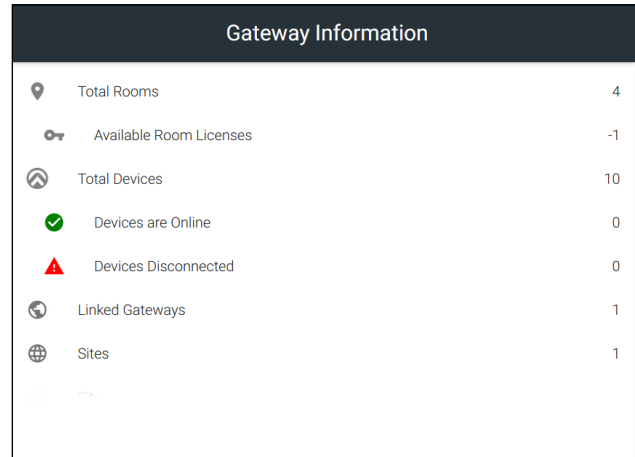 Gateway Information
Total Rooms 4
Available Room Licenses -1
Total Devices 10
Devices are Online 0
Devices Disconnected 0
Linked Gateways 1
Sites 1